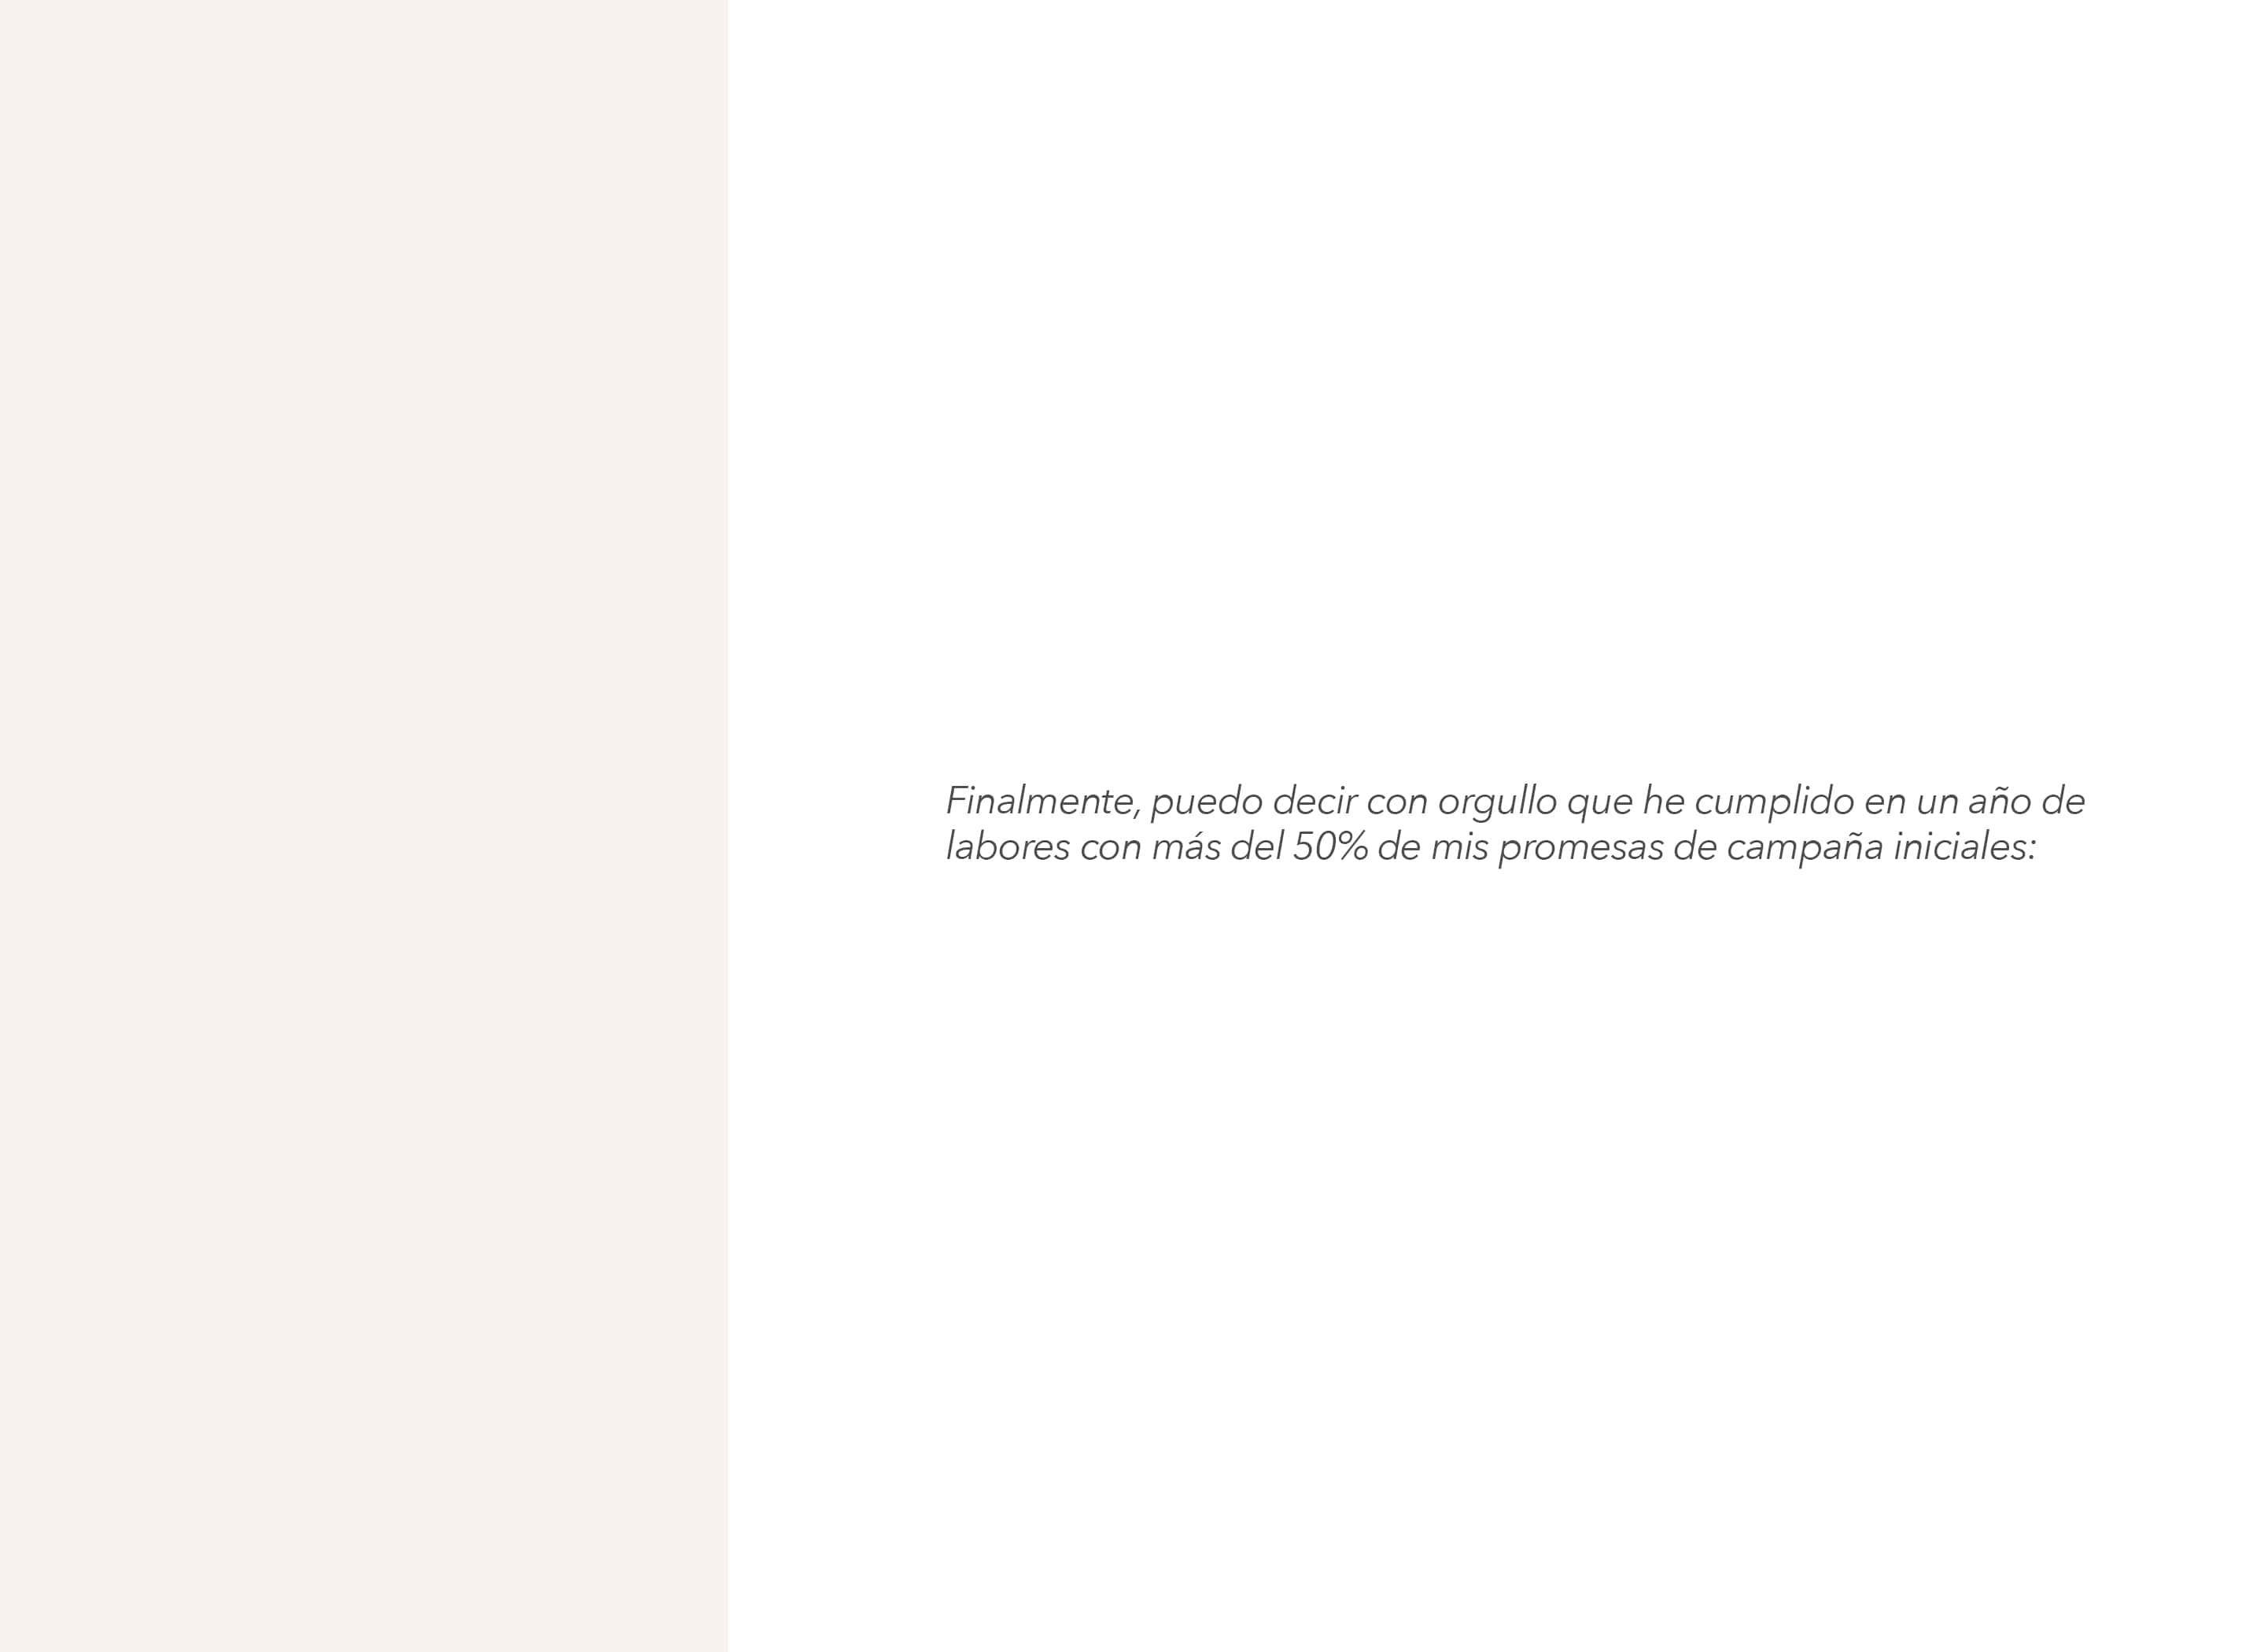 Finalmente, puedo decir con orgullo que he cumplido en un año de
labores con más del 50% de mis promesas de campaña iniciales: